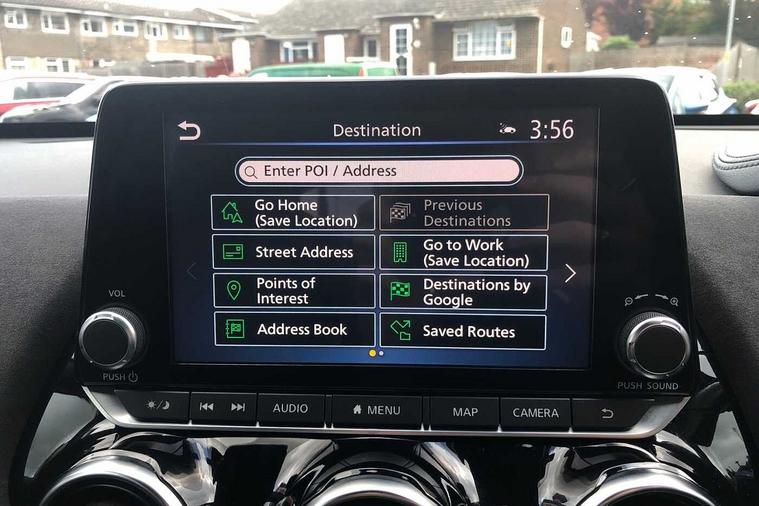 Destination
3:56
Enter POI / Address
Go Home
(Save Location)
Previous
Destinations
Street Address
Go to Work
(Save Location)
Points of
Interest
Destinations by
Google
Address Book
Saved Routes
VOL
PUSH
PUSH SOUND
AUDIO
MENU
MAP
CAMERA